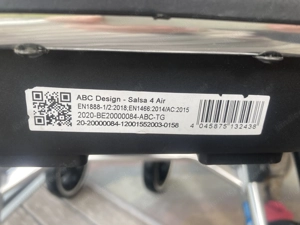 ABC Design - Salsa 4 Air
EN1888-1/2:2018;EN1466:2014/AC:2015
2020-BE20000084-ABC-TG
20-20000084-12001552003-0156
4 045875 132438